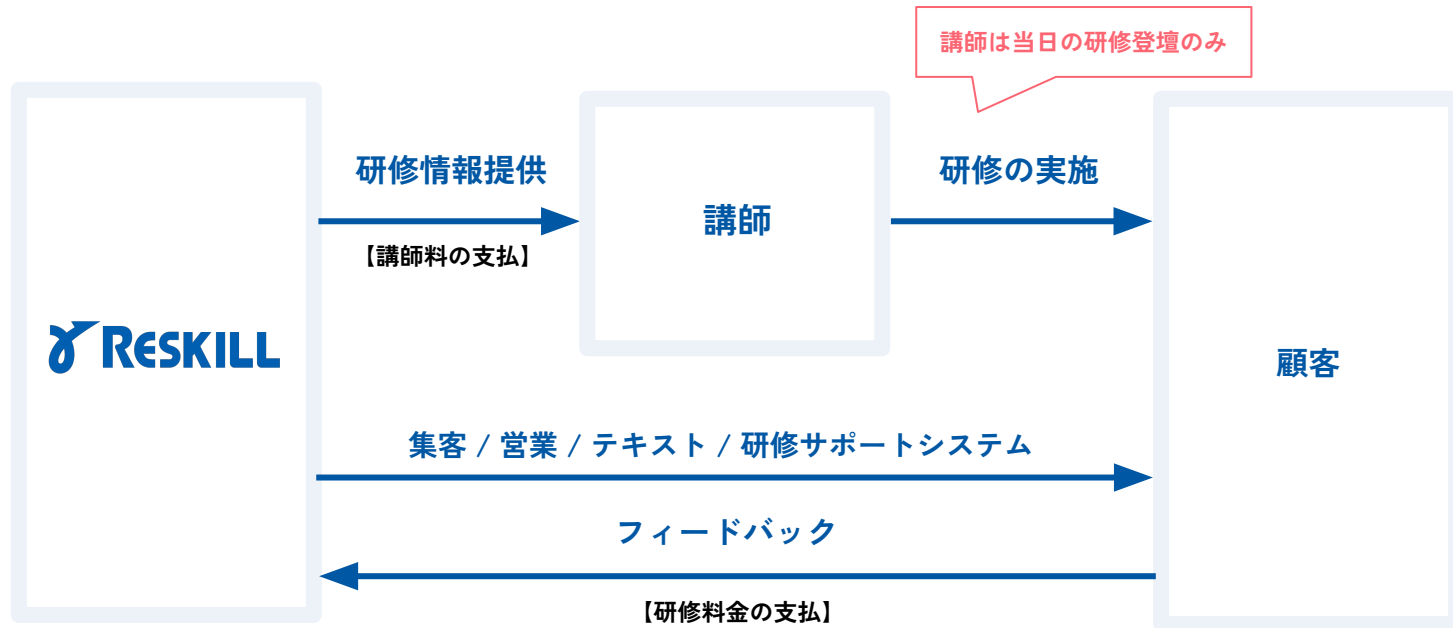 講師は当日の研修登壇のみ
研修情報提供
研修の実施
講師
【講師料の支払】
RESKILL
顧客
集客 / 営業 / テキスト / 研修サポートシステム
フィードバック
【研修料金の支払】